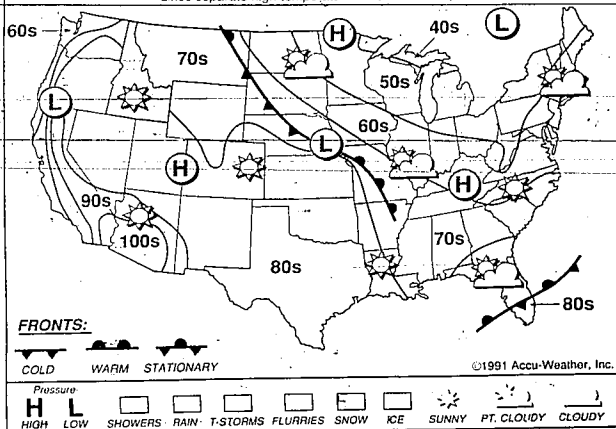 60s
70s
H
40s
L
50s
L
60s
L
H
H
90s
100s
80s
70s
80s
FRONTS:
COLD WARM STATIONARY
©1991 Accu-Weather, Inc.
Pressure
H L
HIGH LOW SHOWERS RAIN T-STORMS FLURRIES SNOW ICE SUNNY PT. CLOUDY CLOUDY